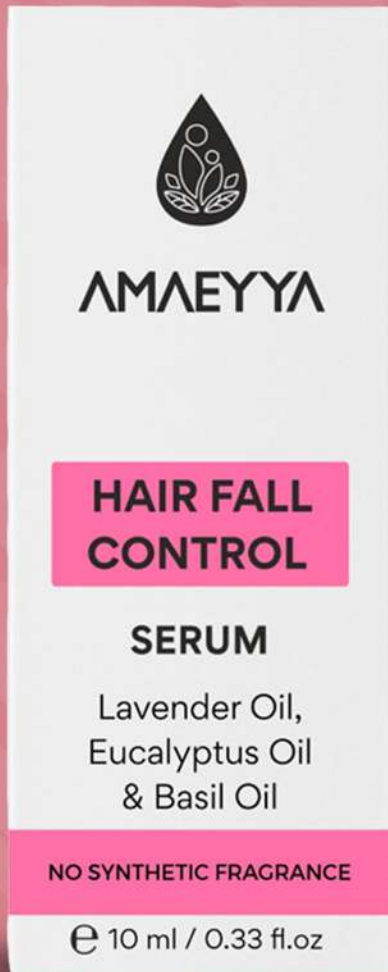 AMAEYYA
HAIR FALL
CONTROL
SERUM
Lavender Oil,
Eucalyptus Oil
& Basil Oil
NO SYNTHETIC FRAGRANCE
℮ 10 ml / 0.33 fl.oz